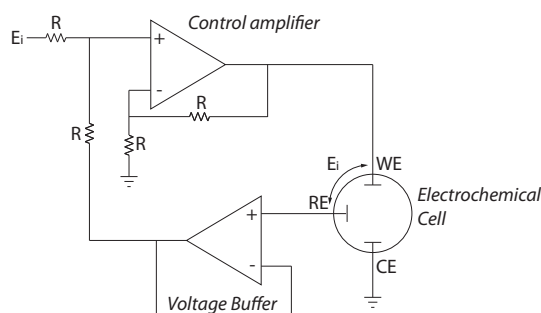 Control amplifier
R
Ei
+
-
R
R
R
Ei
WE
RE
Electrochemical
Cell
+
-
CE
Voltage Buffer